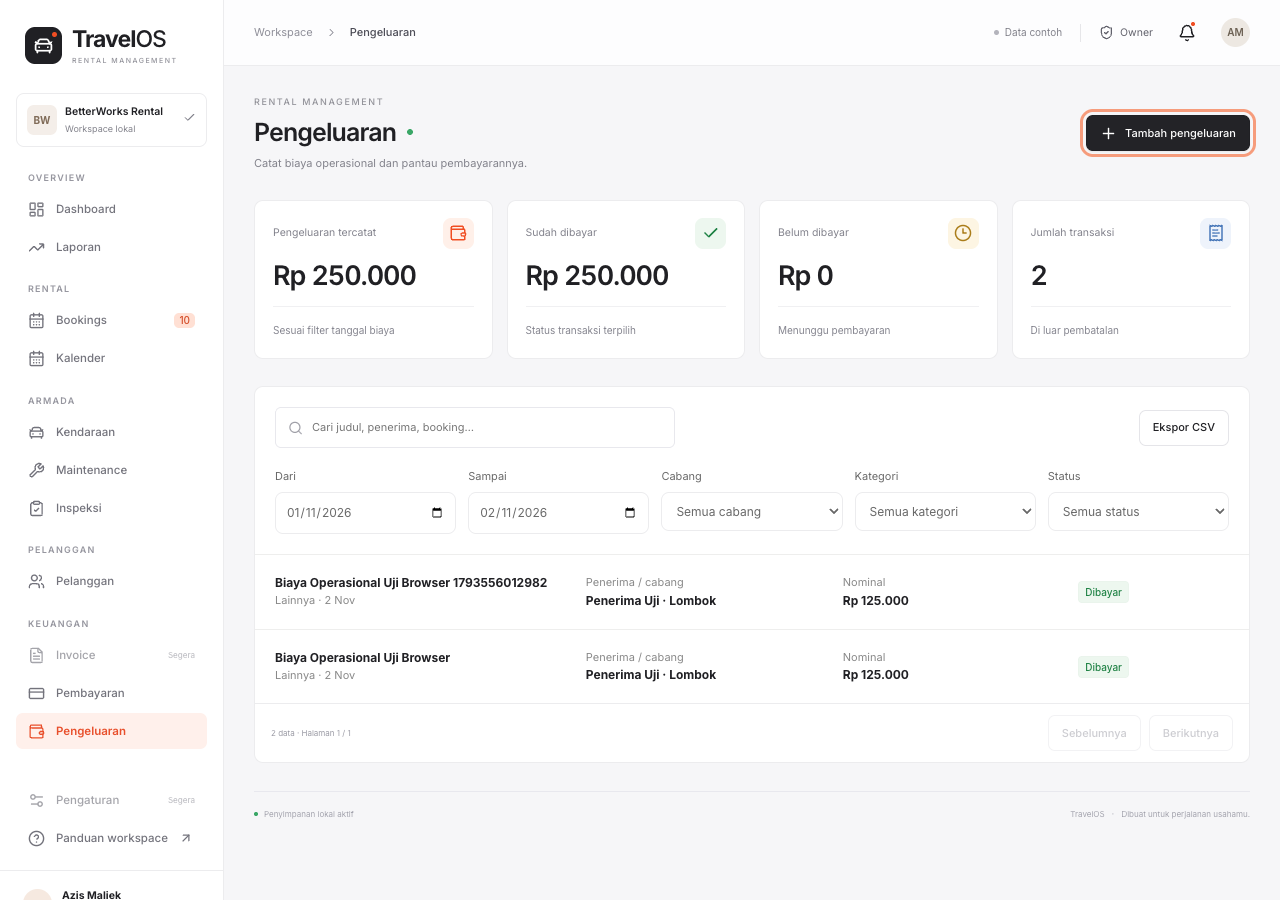 TravelOS
RENTAL MANAGEMENT
BW
BetterWorks Rental
Workspace lokal
OVERVIEW
Dashboard
Laporan
RENTAL
Bookings 10
Kalender
ARMADA
Kendaraan
Maintenance
Inspeksi
PELANGGAN
Pelanggan
KEUANGAN
Invoice Segera
Pembayaran
Pengeluaran
Pengaturan Segera
Panduan workspace
Azis Maliek
Workspace Pengeluaran
Data contoh
Owner
AM
RENTAL MANAGEMENT
Pengeluaran
Catat biaya operasional dan pantau pembayarannya.
Tambah pengeluaran
Pengeluaran tercatat
Rp 250.000
Sesuai filter tanggal biaya
Sudah dibayar
Rp 250.000
Status transaksi terpilih
Belum dibayar
Rp 0
Menunggu pembayaran
Jumlah transaksi
2
Di luar pembatalan
Cari judul, penerima, booking...
Ekspor CSV
Dari
01/11/2026
Sampai
02/11/2026
Cabang
Semua cabang
Kategori
Semua kategori
Status
Semua status
Biaya Operasional Uji Browser 1793556012982
Lainnya · 2 Nov
Penerima / cabang
Penerima Uji · Lombok
Nominal
Rp 125.000
Dibayar
Biaya Operasional Uji Browser
Lainnya · 2 Nov
Penerima / cabang
Penerima Uji · Lombok
Nominal
Rp 125.000
Dibayar
2 data · Halaman 1 / 1
Sebelumnya
Berikutnya
Penyimpanan lokal aktif
TravelOS · Dibuat untuk perjalanan usahamu.